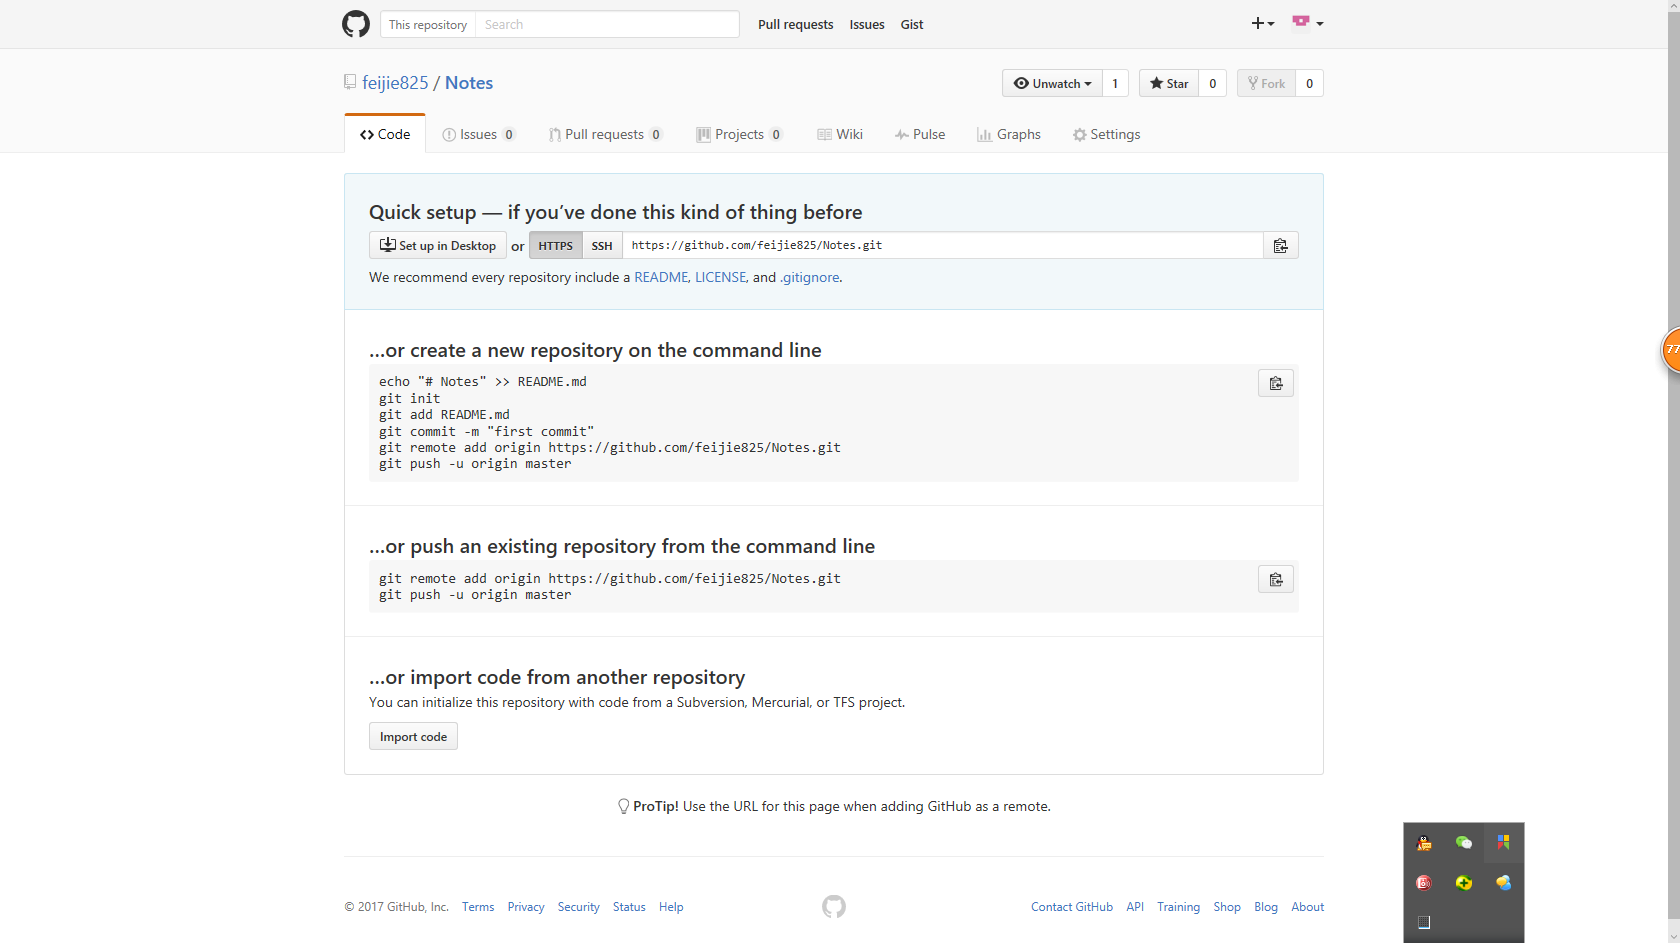 This repository Search Pull requests Issues Gist
feijie825 / Notes Unwatch 1 Star 0 Fork 0
Code Issues 0 Pull requests 0 Projects 0 Wiki Pulse Graphs Settings
Quick setup — if you’ve done this kind of thing before
Set up in Desktop or HTTPS SSH https://github.com/feijie825/Notes.git
We recommend every repository include a README, LICENSE, and .gitignore.
…or create a new repository on the command line
echo "# Notes" >> README.md
git init
git add README.md
git commit -m "first commit"
git remote add origin https://github.com/feijie825/Notes.git
git push -u origin master
…or push an existing repository from the command line
git remote add origin https://github.com/feijie825/Notes.git
git push -u origin master
…or import code from another repository
You can initialize this repository with code from a Subversion, Mercurial, or TFS project.
Import code
ProTip! Use the URL for this page when adding GitHub as a remote.
© 2017 GitHub, Inc. Terms Privacy Security Status Help Contact GitHub API Training Shop Blog About